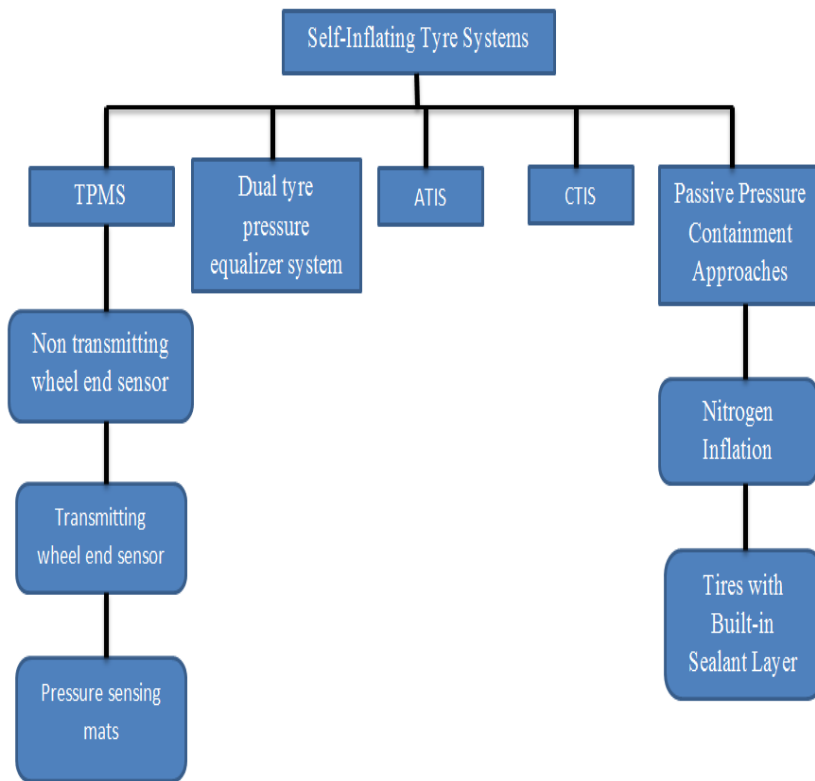 Self-Inflating Tyre Systems
TPMS
Dual tyre
pressure
equalizer system
ATIS
CTIS
Passive Pressure
Containment
Approaches
Non transmitting
wheel end sensor
Nitrogen
Inflation
Transmitting
wheel end sensor
Tires with
Built-in
Sealant Layer
Pressure sensing
mats